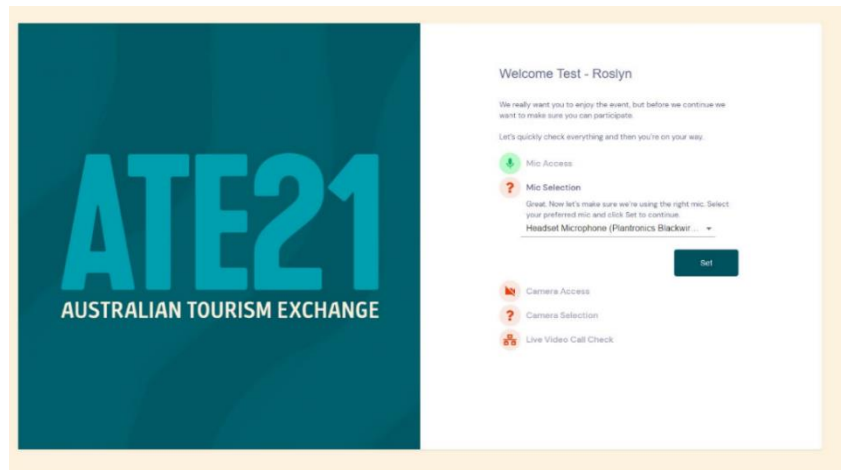 ATE21
AUSTRALIAN TOURISM EXCHANGE
Welcome Test - Roslyn
We really want you to enjoy the event, but before we continue we
want to make sure you can participate.
Let's quickly check everything and then you're on your way.
Mic Access
? Mic Selection
Great. Now let's make sure we're using the right mic. Select
your preferred mic and click Set to continue.
Headset Microphone (Plantronics Blackwir ...
Set
Camera Access
? Camera Selection
Live Video Call Check